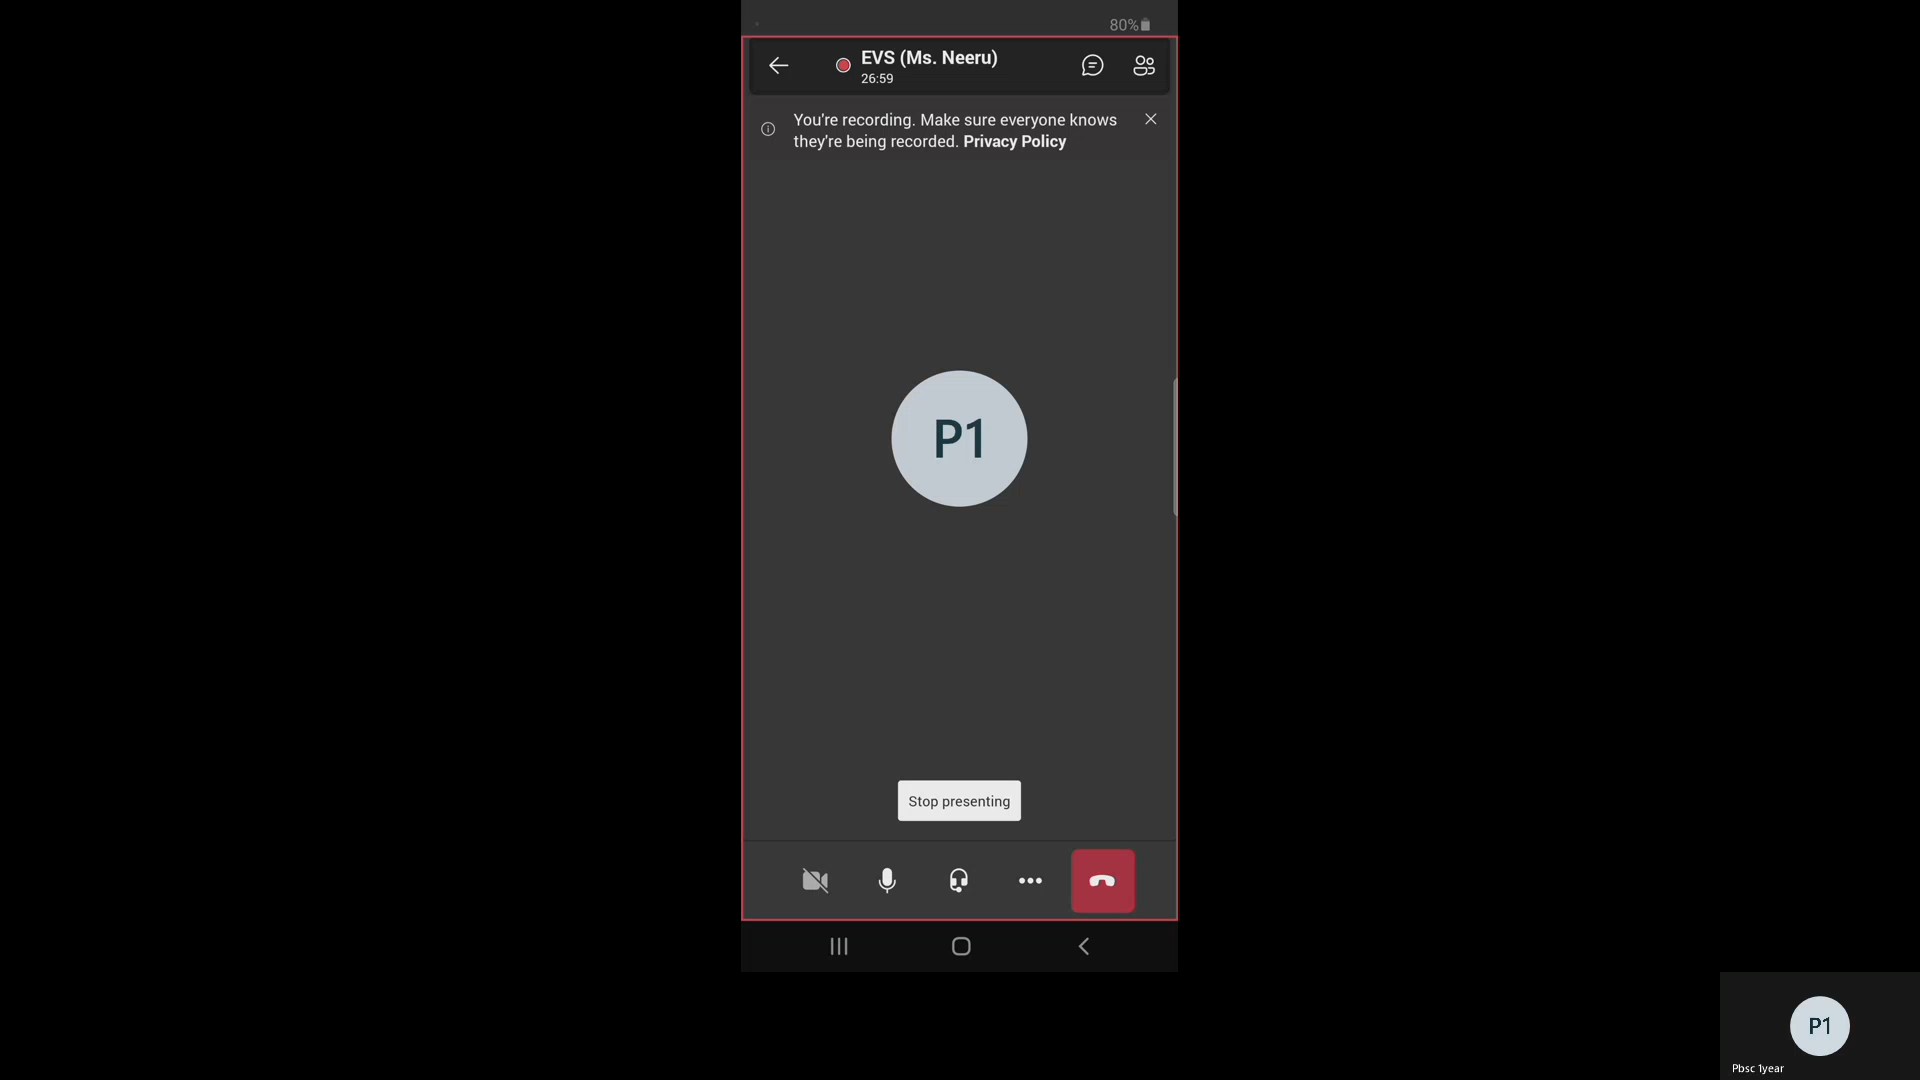 80%
EVS (Ms. Neeru)
26:59
You're recording. Make sure everyone knows
they're being recorded. Privacy Policy
P1
Stop presenting
P1
Pbsc 1year